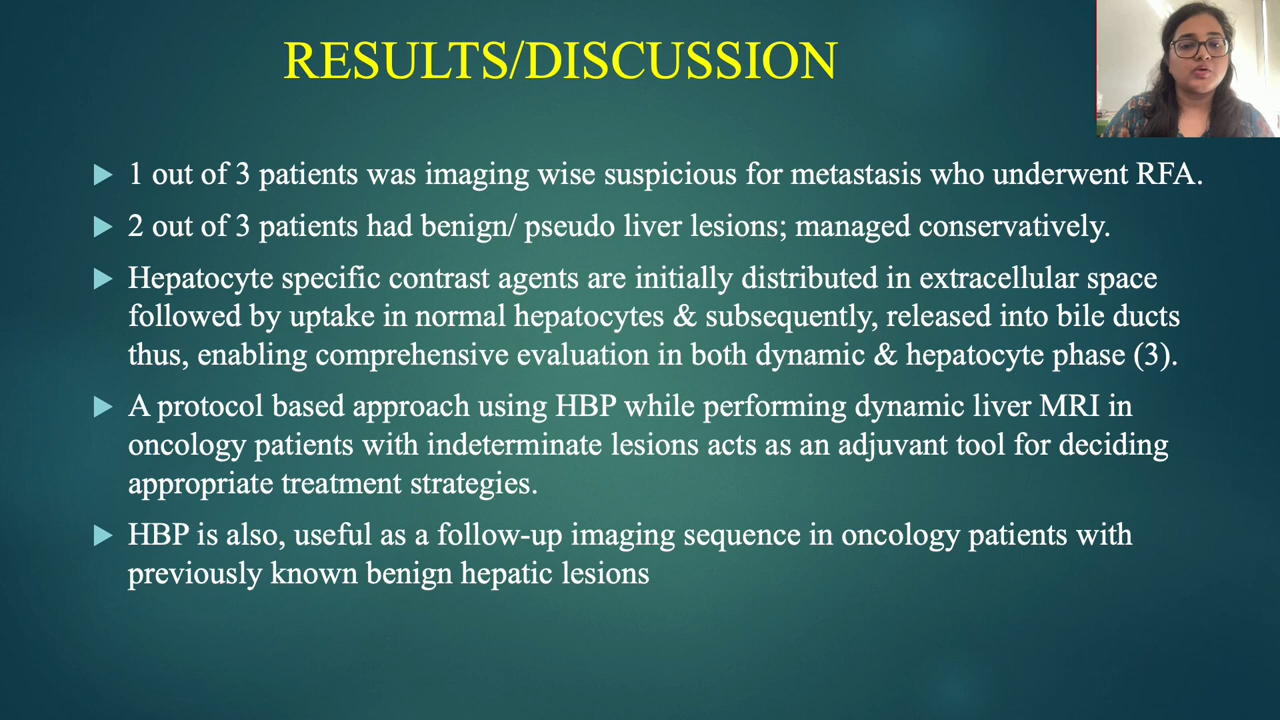 RESULTS/DISCUSSION
1 out of 3 patients was imaging wise suspicious for metastasis who underwent RFA.
2 out of 3 patients had benign/ pseudo liver lesions; managed conservatively.
Hepatocyte specific contrast agents are initially distributed in extracellular space
followed by uptake in normal hepatocytes & subsequently, released into bile ducts
thus, enabling comprehensive evaluation in both dynamic & hepatocyte phase (3).
A protocol based approach using HBP while performing dynamic liver MRI in
oncology patients with indeterminate lesions acts as an adjuvant tool for deciding
appropriate treatment strategies.
HBP is also, useful as a follow-up imaging sequence in oncology patients with
previously known benign hepatic lesions